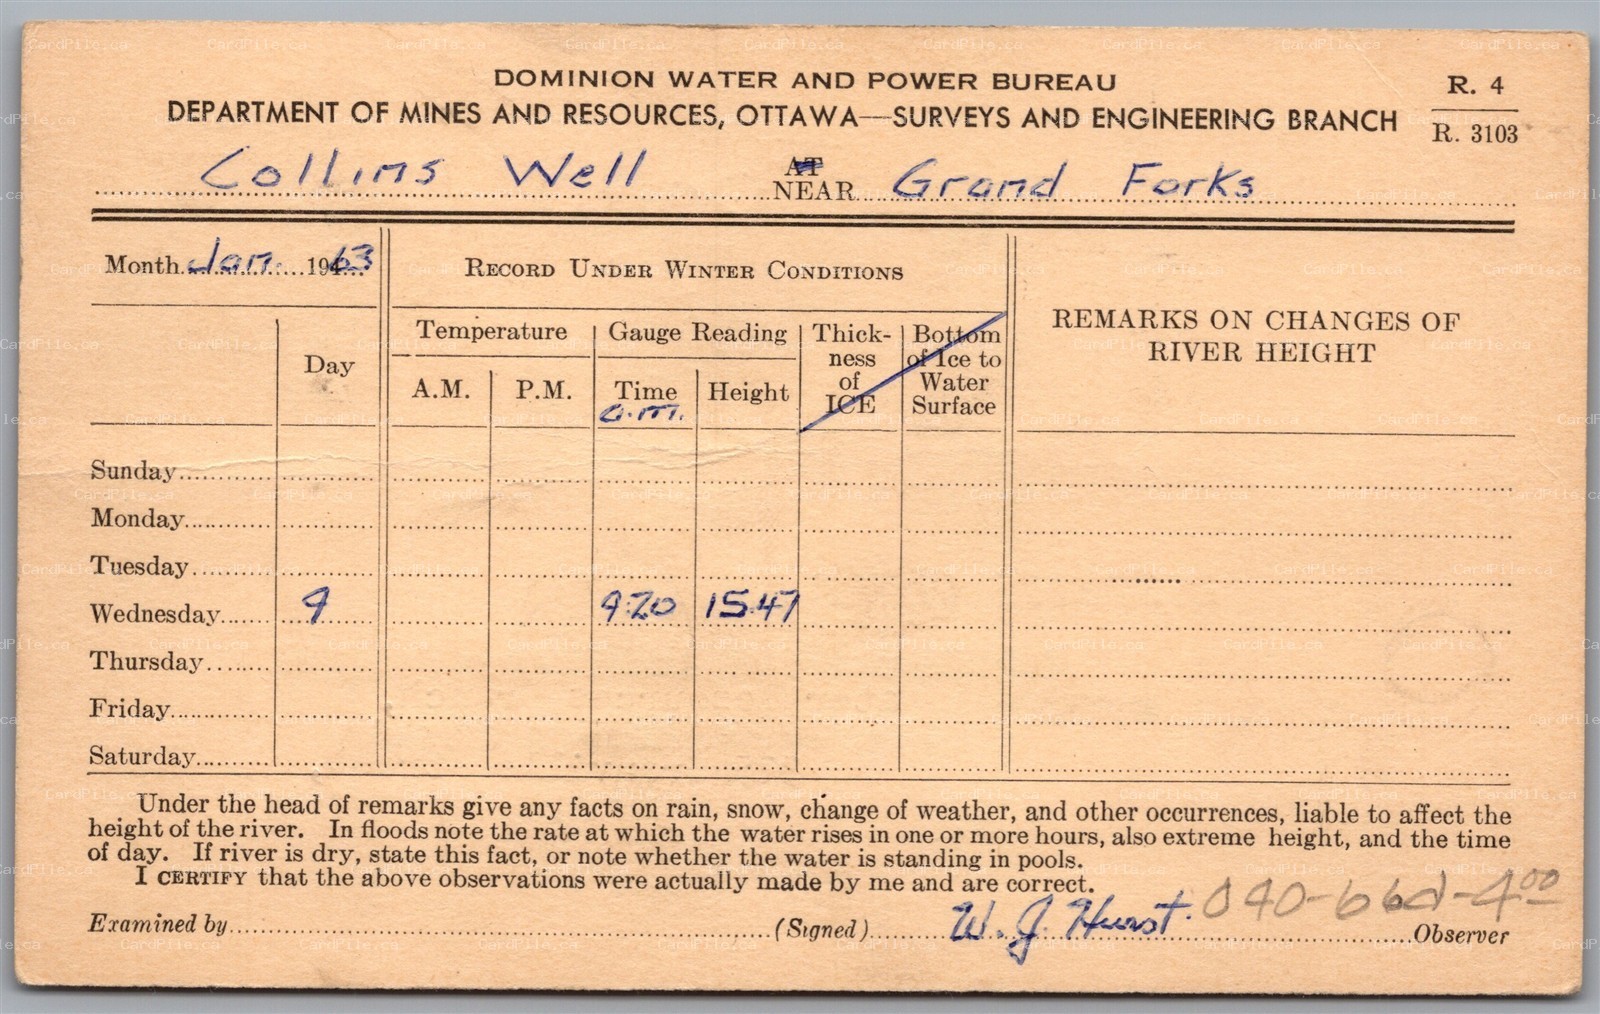 DOMINION WATER AND POWER BUREAU
R. 4
DEPARTMENT OF MINES AND RESOURCES, OTTAWA—SURVEYS AND ENGINEERING BRANCH
R. 3103
Collins Well AT NEAR Grand Forks
Month Jan. 1963
RECORD UNDER WINTER CONDITIONS
REMARKS ON CHANGES OF RIVER HEIGHT
Day
Temperature
A.M. P.M.
Gauge Reading
Time Height
a.m.
Thick-
ness
of
ICE
Bottom
of Ice to
Water
Surface
Sunday
Monday
Tuesday
Wednesday 9 9:20 15.47
Thursday
Friday
Saturday
Under the head of remarks give any facts on rain, snow, change of weather, and other occurrences, liable to affect the
height of the river. In floods note the rate at which the water rises in one or more hours, also extreme height, and the time
of day. If river is dry, state this fact, or note whether the water is standing in pools.
I CERTIFY that the above observations were actually made by me and are correct.
Examined by (Signed) W. J. Hurst. Observer
CardPile.ca